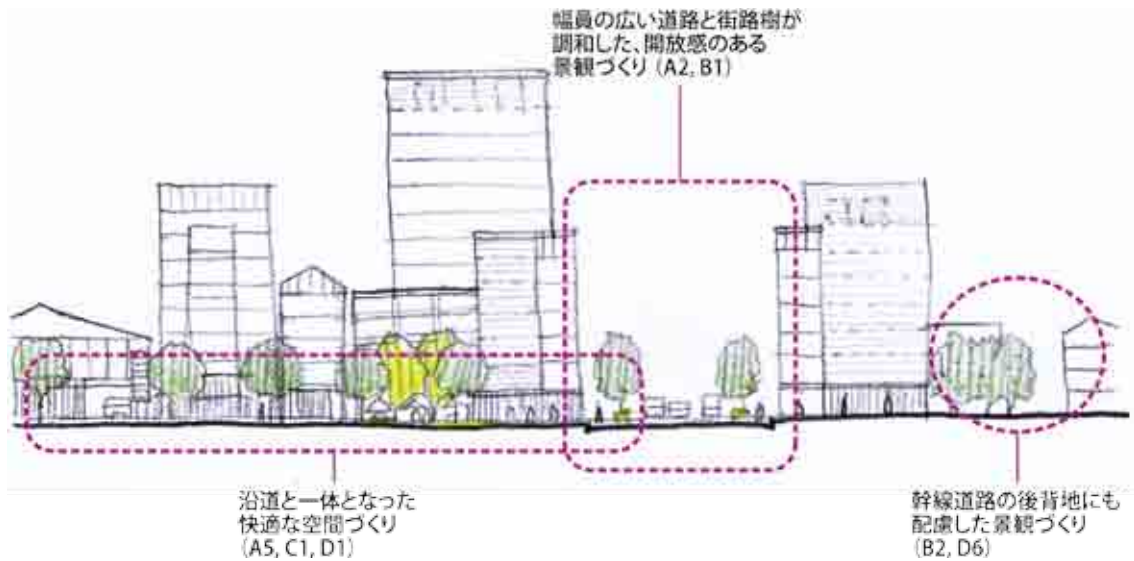 幅員の広い道路と街路樹が
調和した、開放感のある
景観づくり (A2, B1)
沿道と一体となった
快適な空間づくり
(A5, C1, D1)
幹線道路の後背地にも
配慮した景観づくり
(B2, D6)